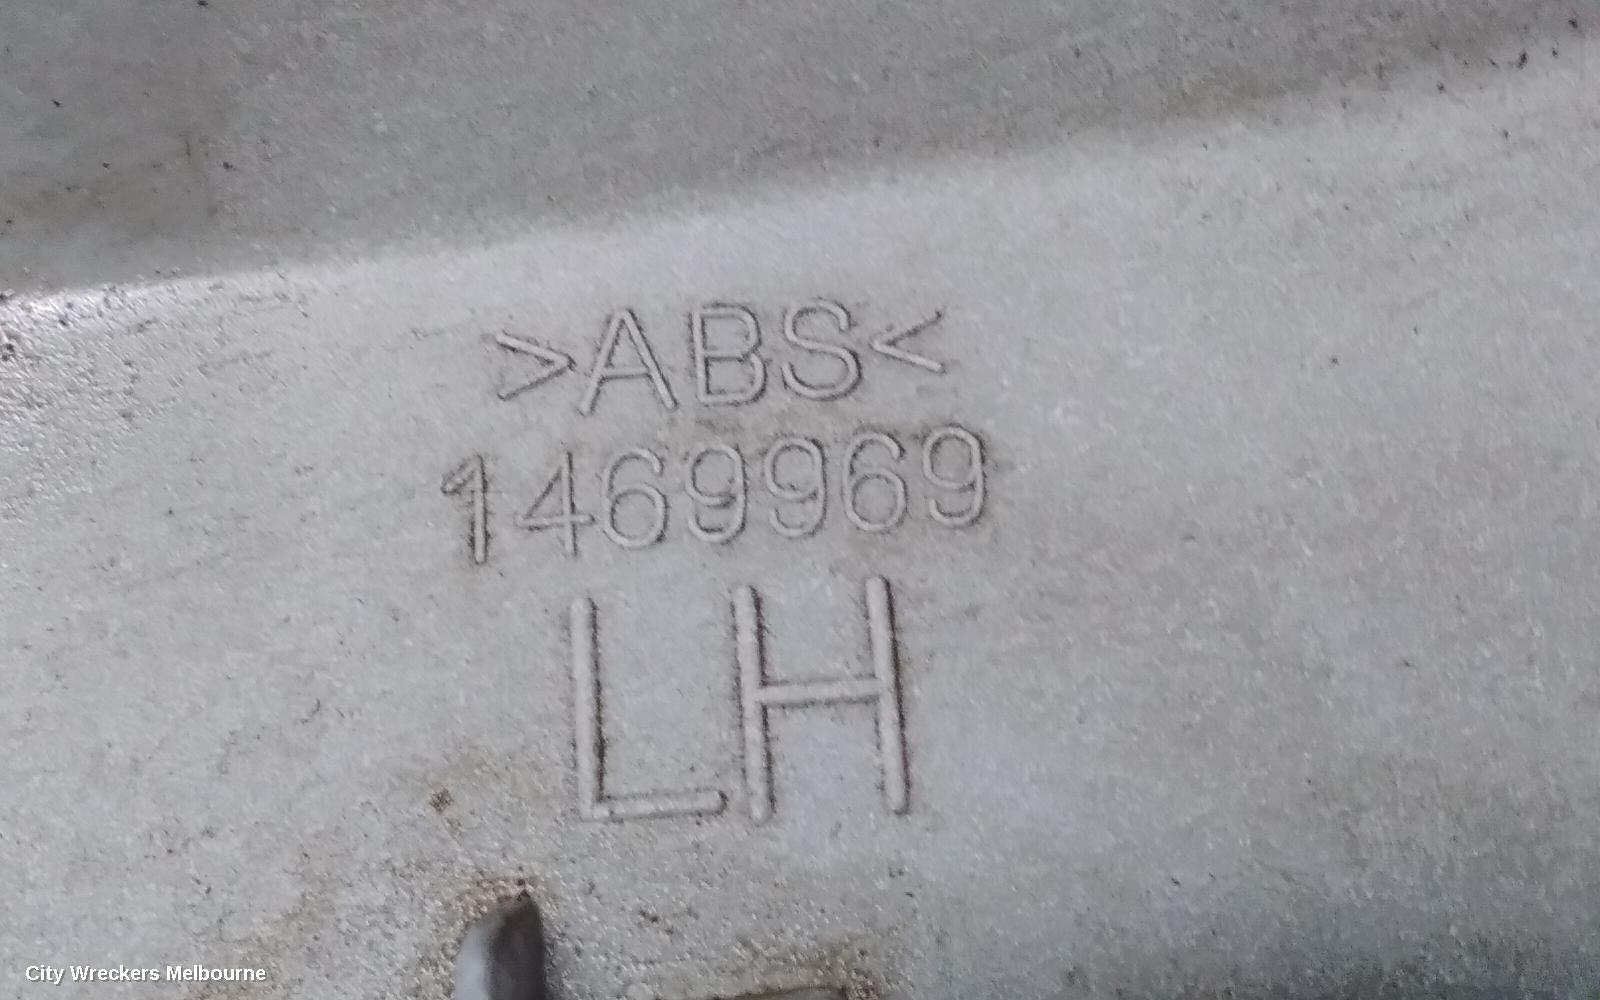 >ABS<
1469969
LH
City Wreckers Melbourne